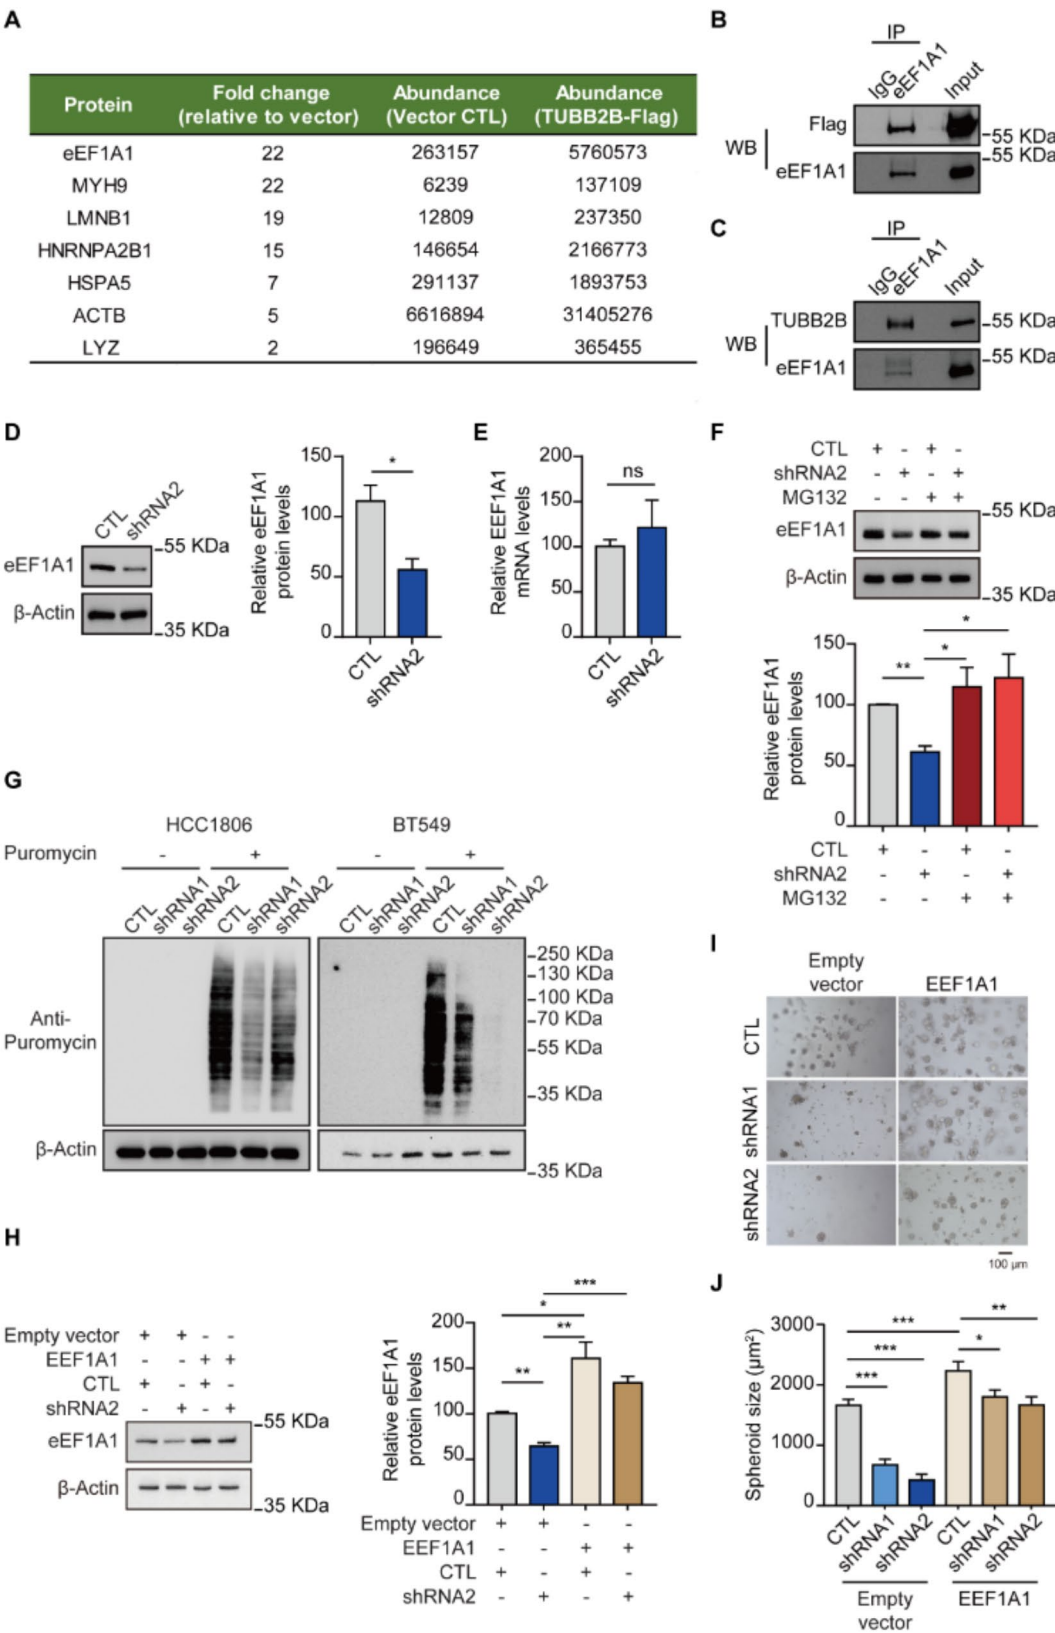 A
Protein Fold change (relative to vector) Abundance (Vector CTL) Abundance (TUBB2B-Flag)
eEF1A1 22 263157 5760573
MYH9 22 6239 137109
LMNB1 19 12809 237350
HNRNPA2B1 15 146654 2166773
HSPA5 7 291137 1893753
ACTB 5 6616894 31405276
LYZ 2 196649 365455
B
IP
IgG eEF1A1 Input
WB
Flag 55 KDa
eEF1A1 55 KDa
C
IP
IgG eEF1A1 Input
WB
TUBB2B 55 KDa
eEF1A1 55 KDa
D
CTL shRNA2
eEF1A1 55 KDa
β-Actin 35 KDa
Relative eEF1A1
protein levels
150
100
50
0
*
CTL shRNA2
E
Relative EEF1A1
mRNA levels
200
150
100
50
0
ns
CTL shRNA2
F
CTL + - + -
shRNA2 - + - +
MG132 - - + +
eEF1A1 55 KDa
β-Actin 35 KDa
Relative eEF1A1
protein levels
150
100
50
0
*
** *
CTL + - + -
shRNA2 - + - +
MG132 - - + +
G
HCC1806 BT549
Puromycin - + - +
CTL shRNA1 shRNA2 CTL shRNA1 shRNA2 CTL shRNA1 shRNA2 CTL shRNA1 shRNA2
Anti-
Puromycin
250 KDa
130 KDa
100 KDa
70 KDa
55 KDa
35 KDa
β-Actin
35 KDa
H
Empty vector + + - -
EEF1A1 - - + +
CTL + - + -
shRNA2 - + - +
eEF1A1 55 KDa
β-Actin 35 KDa
Relative eEF1A1
protein levels
200
150
100
50
0
***
*
**
**
Empty vector + + - -
EEF1A1 - - + +
CTL + - + -
shRNA2 - + - +
I
Empty
vector
EEF1A1
CTL
shRNA1
shRNA2
100 µm
J
Spheroid size (µm²)
3000
2000
1000
0
*** **
*** *
***
CTL shRNA1 shRNA2 CTL shRNA1 shRNA2
Empty
vector
EEF1A1